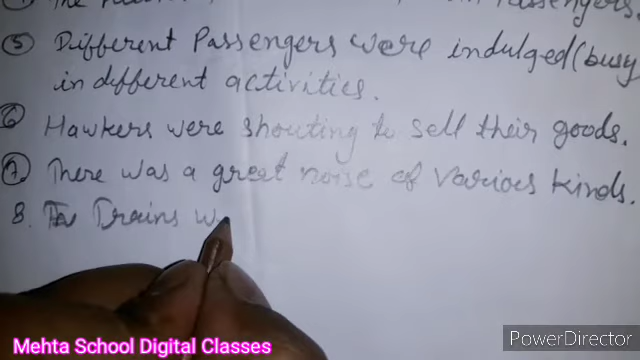 Passengers.
⑤ Different Passengers were indulged (busy
in different activities.
⑥ Hawkers were shouting to sell their goods.
⑦. There was a great noise of various kinds.
8. Trains w
Mehta School Digital Classes
PowerDirector